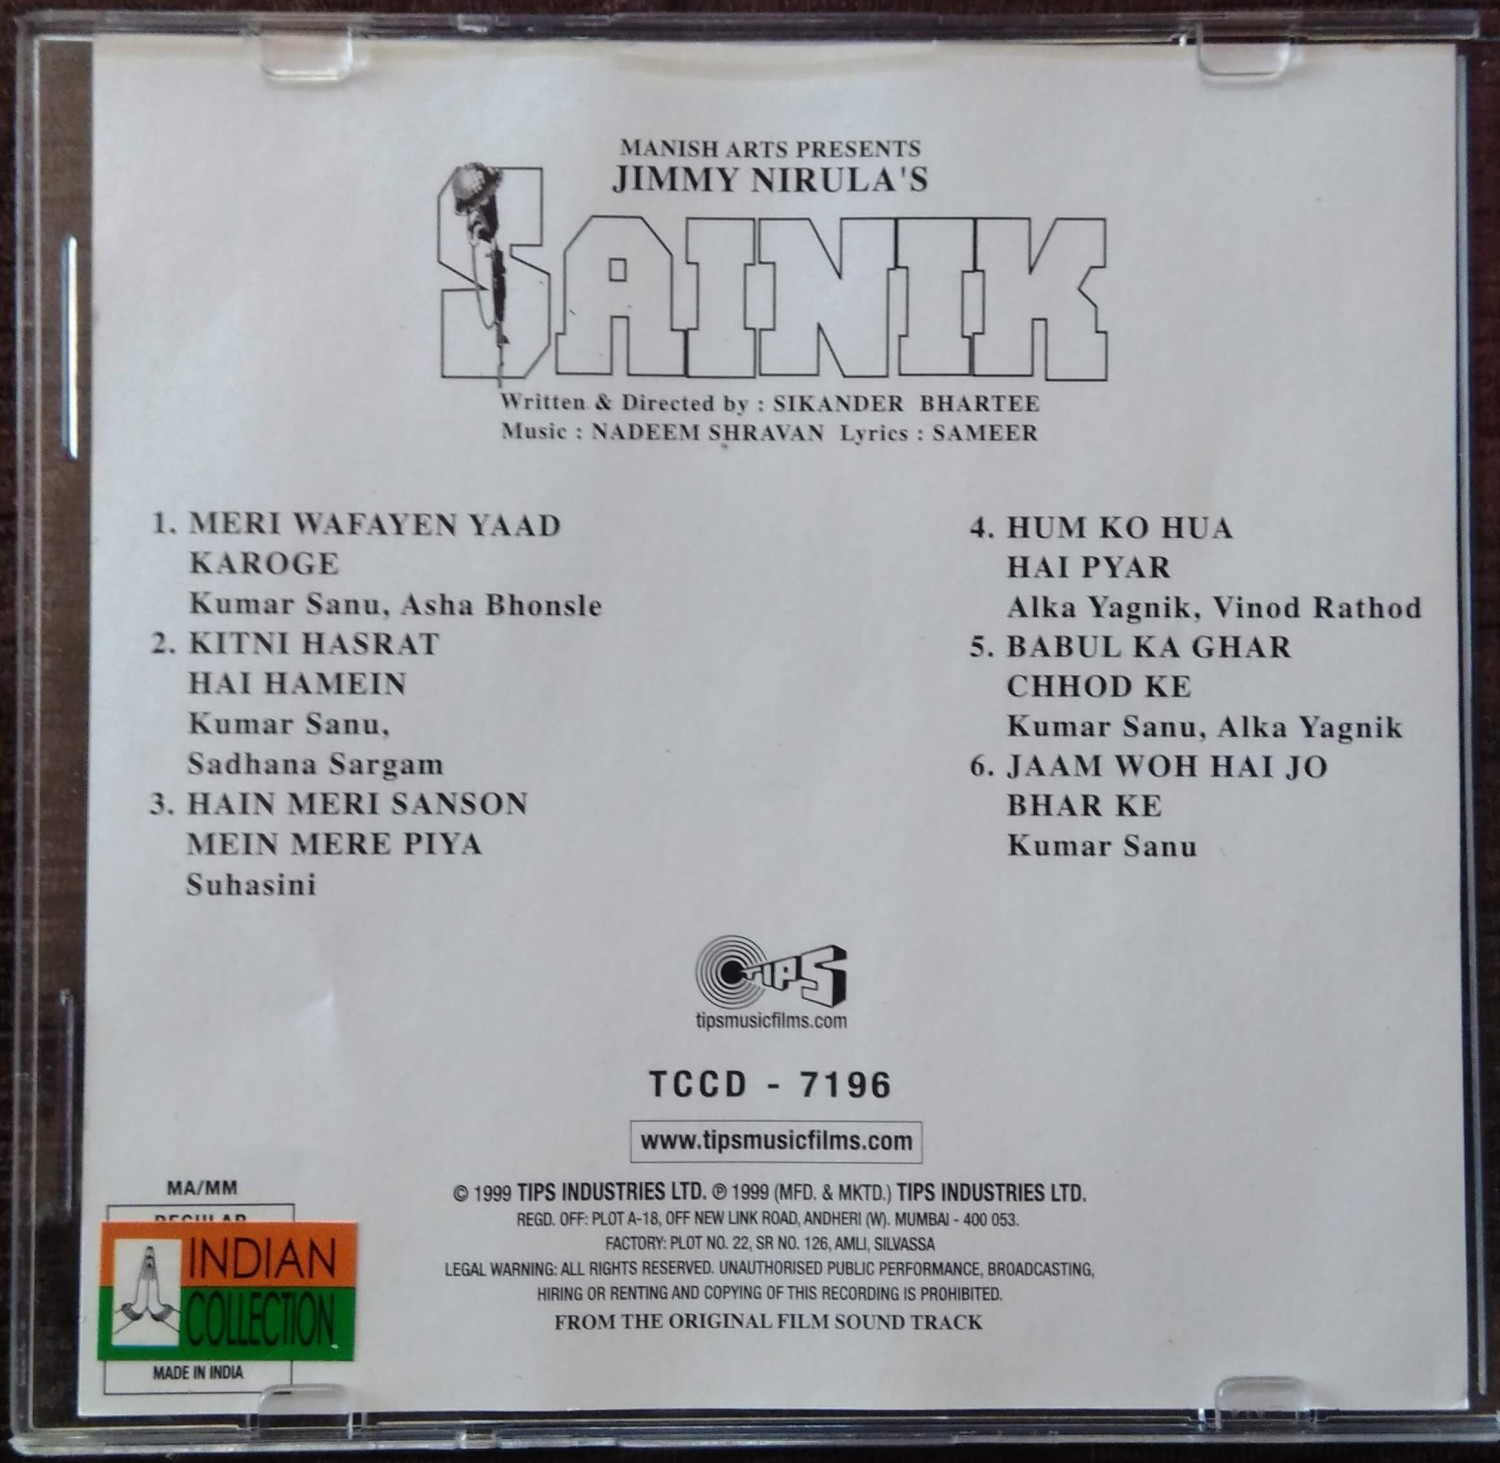 MANISH ARTS PRESENTS
JIMMY NIRULA'S
SAINIK
Written & Directed by : SIKANDER BHARTEE
Music : NADEEM SHRAVAN Lyrics : SAMEER
1. MERI WAFAYEN YAAD
KAROGE
Kumar Sanu, Asha Bhonsle
2. KITNI HASRAT
HAI HAMEIN
Kumar Sanu,
Sadhana Sargam
3. HAIN MERI SANSON
MEIN MERE PIYA
Suhasini
4. HUM KO HUA
HAI PYAR
Alka Yagnik, Vinod Rathod
5. BABUL KA GHAR
CHHOD KE
Kumar Sanu, Alka Yagnik
6. JAAM WOH HAI JO
BHAR KE
Kumar Sanu
TIPS
tipsmusicfilms.com
TCCD - 7196
www.tipsmusicfilms.com
© 1999 TIPS INDUSTRIES LTD. ℗ 1999 (MFD. & MKTD.) TIPS INDUSTRIES LTD.
REGD. OFF: PLOT A-18, OFF NEW LINK ROAD, ANDHERI (W). MUMBAI - 400 053.
FACTORY: PLOT NO. 22, SR NO. 126, AMLI, SILVASSA
LEGAL WARNING: ALL RIGHTS RESERVED. UNAUTHORISED PUBLIC PERFORMANCE, BROADCASTING,
HIRING OR RENTING AND COPYING OF THIS RECORDING IS PROHIBITED.
FROM THE ORIGINAL FILM SOUND TRACK
MA/MM
REGULAR
INDIAN
COLLECTION
MADE IN INDIA